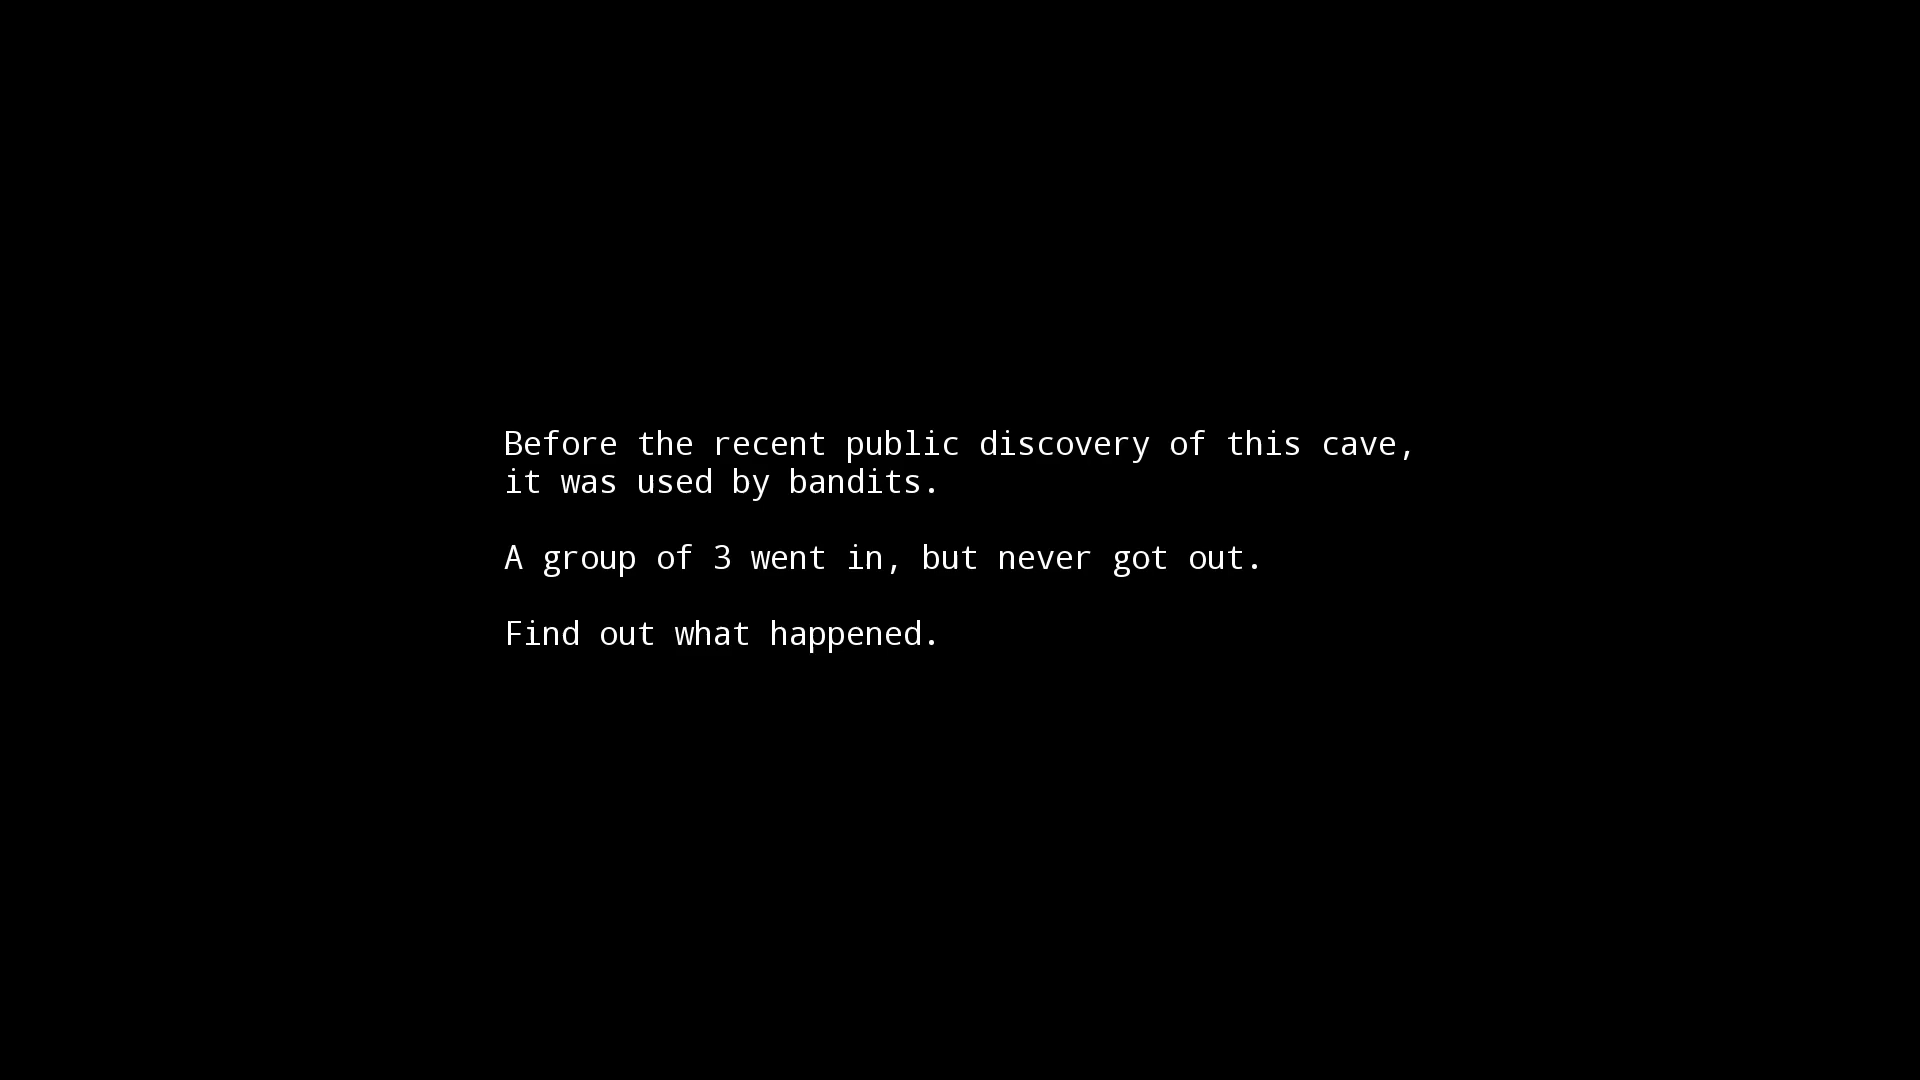 Before the recent public discovery of this cave,
it was used by bandits.
A group of 3 went in, but never got out.
Find out what happened.